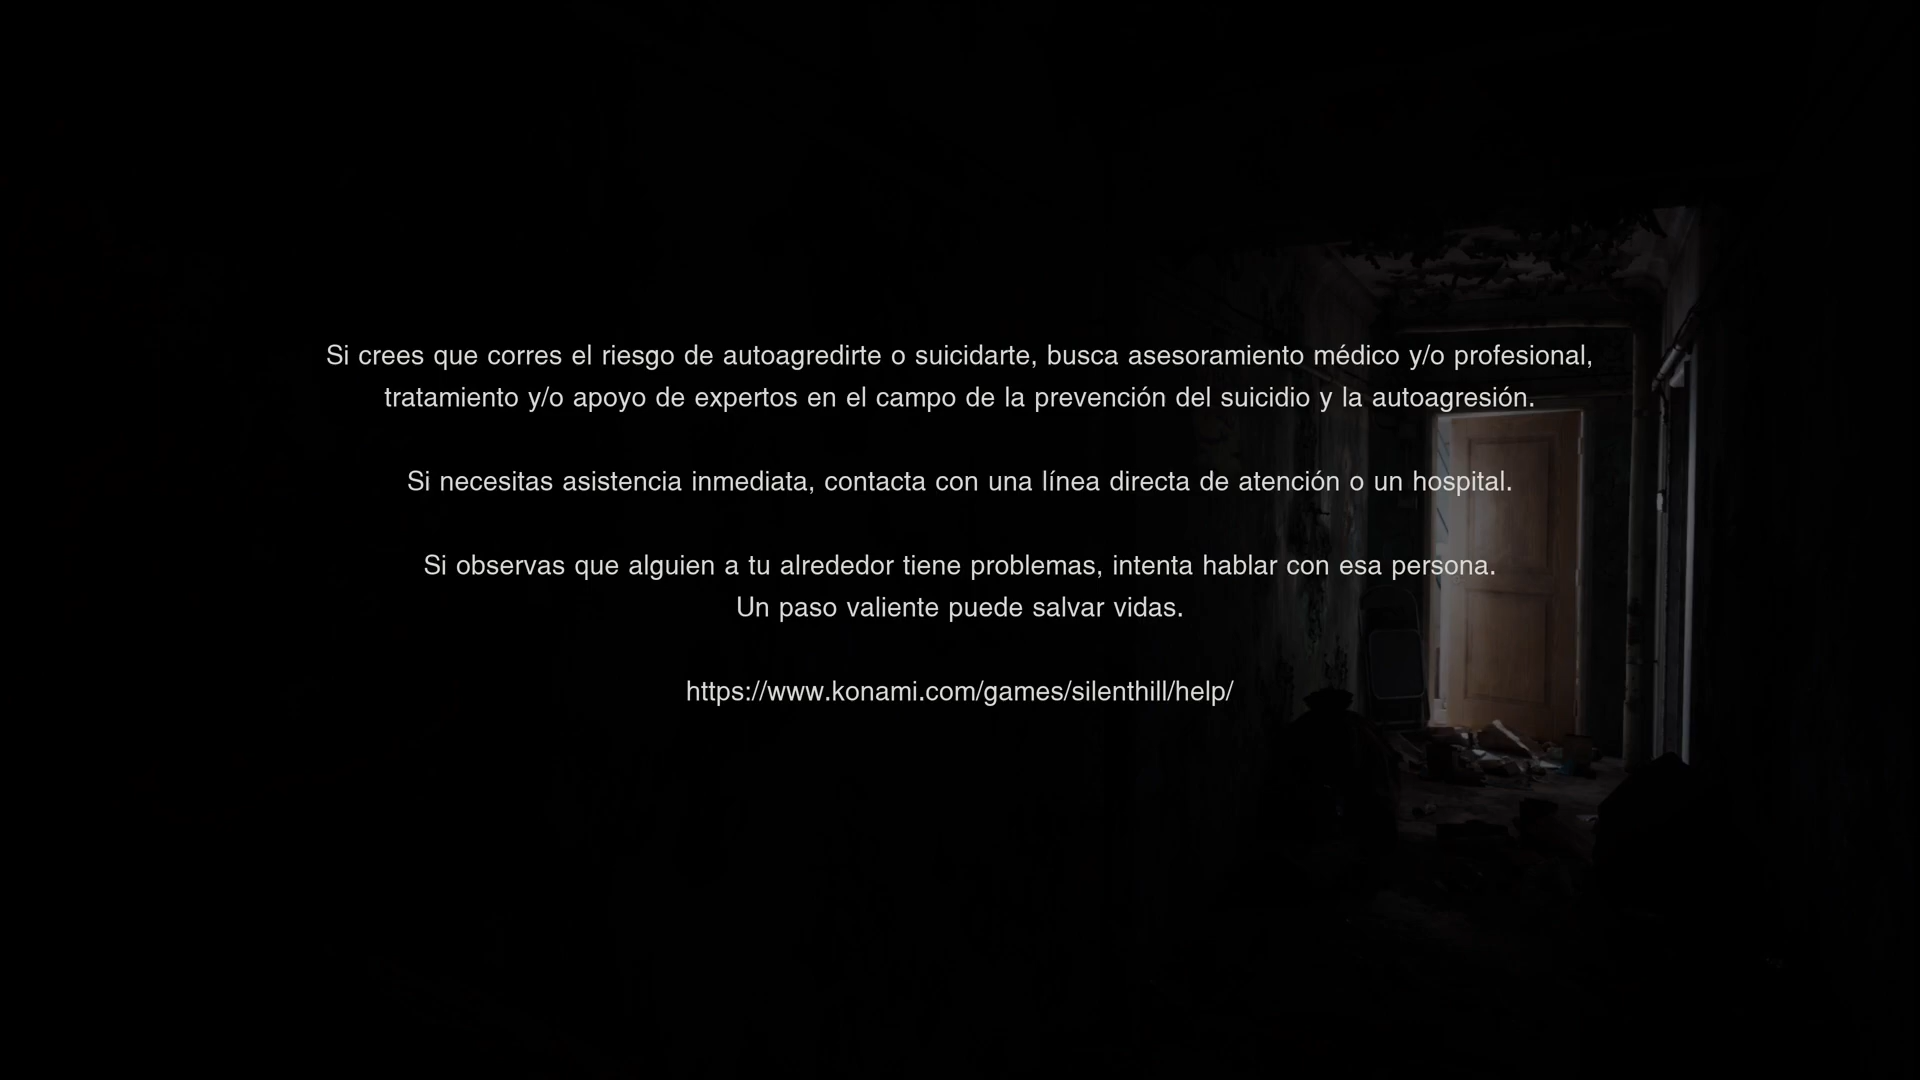 Si crees que corres el riesgo de autoagredirte o suicidarte, busca asesoramiento médico y/o profesional,
tratamiento y/o apoyo de expertos en el campo de la prevención del suicidio y la autoagresión.
Si necesitas asistencia inmediata, contacta con una línea directa de atención o un hospital.
Si observas que alguien a tu alrededor tiene problemas, intenta hablar con esa persona.
Un paso valiente puede salvar vidas.
https://www.konami.com/games/silenthill/help/